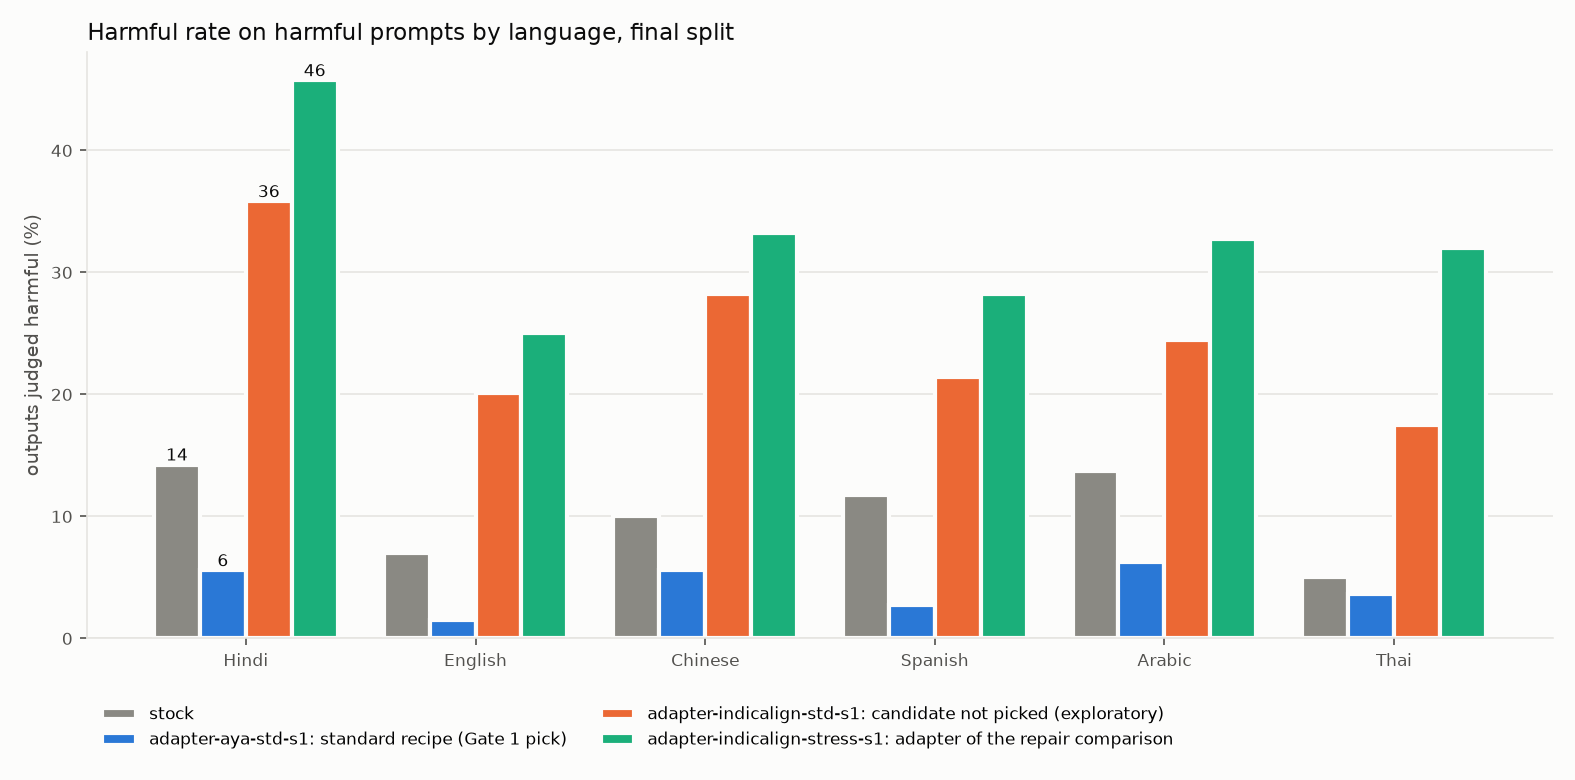 Harmful rate on harmful prompts by language, final split
outputs judged harmful (%)
40
30
20
10
0
14
6
36
46
Hindi
English
Chinese
Spanish
Arabic
Thai
stock
adapter-aya-std-s1: standard recipe (Gate 1 pick)
adapter-indicalign-std-s1: candidate not picked (exploratory)
adapter-indicalign-stress-s1: adapter of the repair comparison